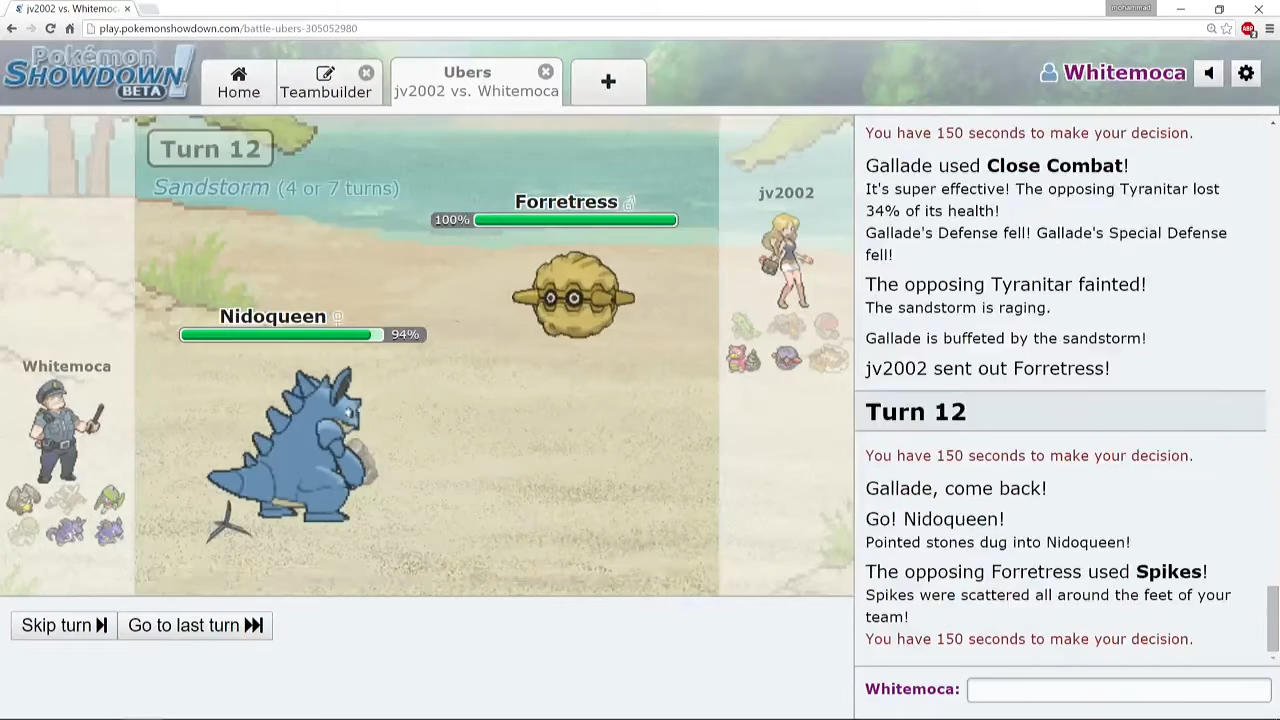 jv2002 vs. Whitemoca
mohammad
play.pokemonshowdown.com/battle-ubers-305052980
ABP
Pokémon
SHOWDOWN!
BETA
Home
Teambuilder
Ubers
jv2002 vs. Whitemoca
+
Whitemoca
Turn 12
Sandstorm (4 or 7 turns)
Forretress ♂
100%
jv2002
Nidoqueen ♀
94%
Whitemoca
Skip turn
Go to last turn
You have 150 seconds to make your decision.
Gallade used Close Combat!
It's super effective! The opposing Tyranitar lost
34% of its health!
Gallade's Defense fell! Gallade's Special Defense
fell!
The opposing Tyranitar fainted!
The sandstorm is raging.
Gallade is buffeted by the sandstorm!
jv2002 sent out Forretress!
Turn 12
You have 150 seconds to make your decision.
Gallade, come back!
Go! Nidoqueen!
Pointed stones dug into Nidoqueen!
The opposing Forretress used Spikes!
Spikes were scattered all around the feet of your
team!
You have 150 seconds to make your decision.
Whitemoca: